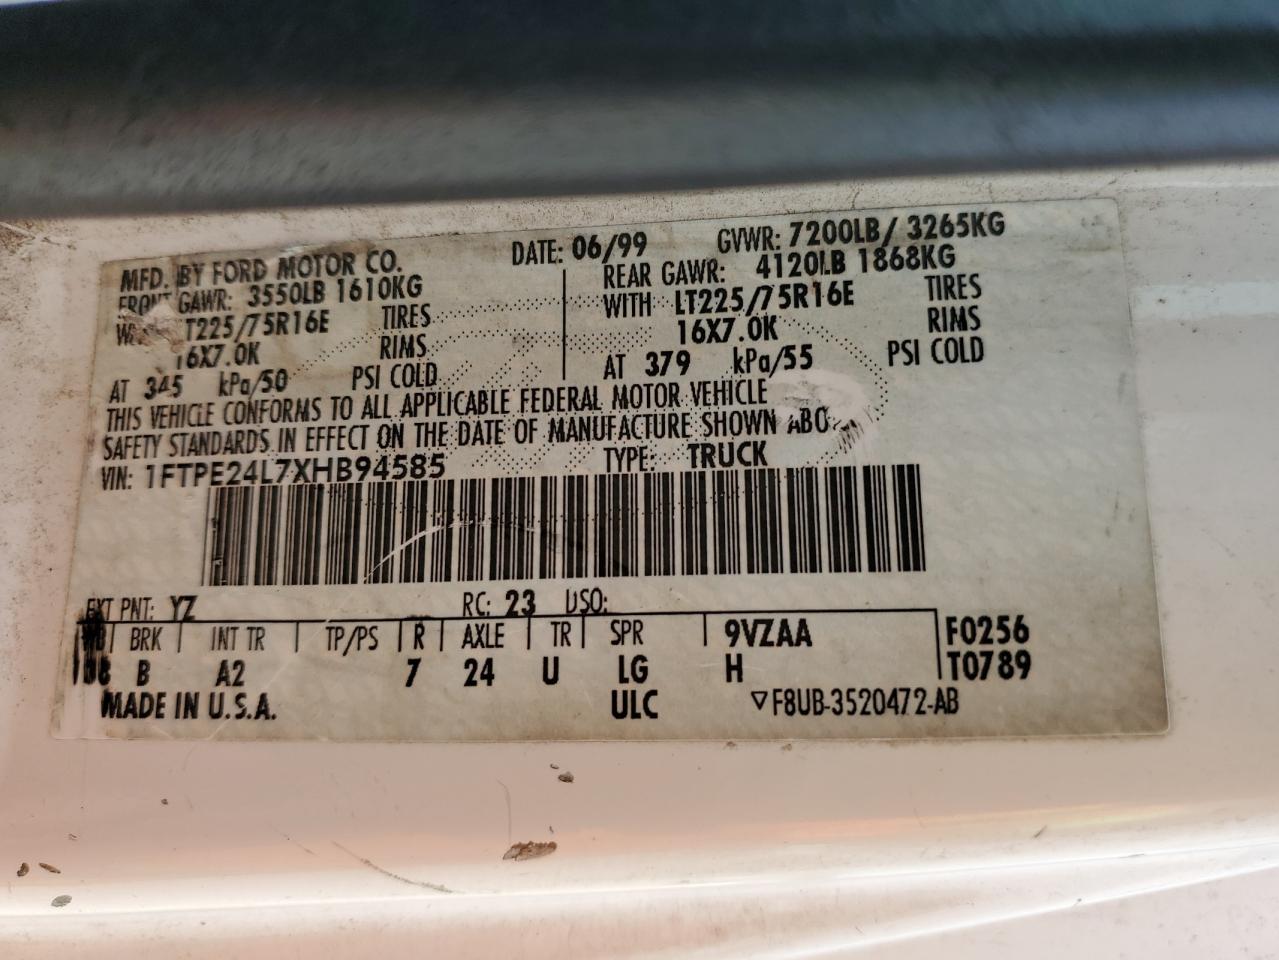 MFD. BY FORD MOTOR CO. DATE: 06/99 GVWR: 7200LB/ 3265KG
FRONT GAWR: 3550LB 1610KG REAR GAWR: 4120LB 1868KG
T225/75R16E TIRES WITH LT225/75R16E TIRES
16X7.0K RIMS 16X7.0K RIMS
AT 345 kPa/50 PSI COLD AT 379 kPa/55 PSI COLD
THIS VEHICLE CONFORMS TO ALL APPLICABLE FEDERAL MOTOR VEHICLE
SAFETY STANDARDS IN EFFECT ON THE DATE OF MANUFACTURE SHOWN ABO
VIN: 1FTPE24L7XHB94585 TYPE: TRUCK
EXT PNT: YZ RC: 23 DSO:
WB BRK INT TR TP/PS R AXLE TR SPR 9VZAA F0256
B A2 7 24 U LG H T0789
MADE IN U.S.A. ULC ▽F8UB-3520472-AB